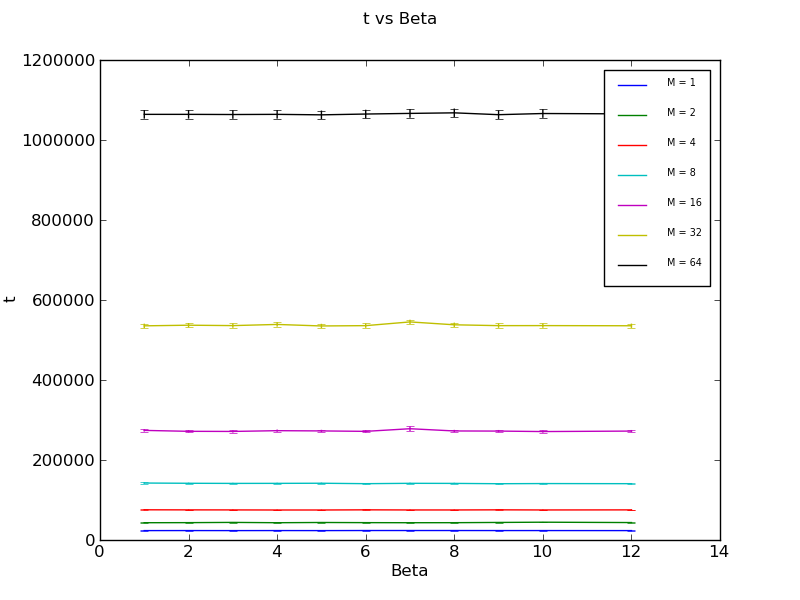 t vs Beta
1200000
1000000
800000
600000
400000
200000
0
t
0 2 4 6 8 10 12 14
Beta
M = 1
M = 2
M = 4
M = 8
M = 16
M = 32
M = 64